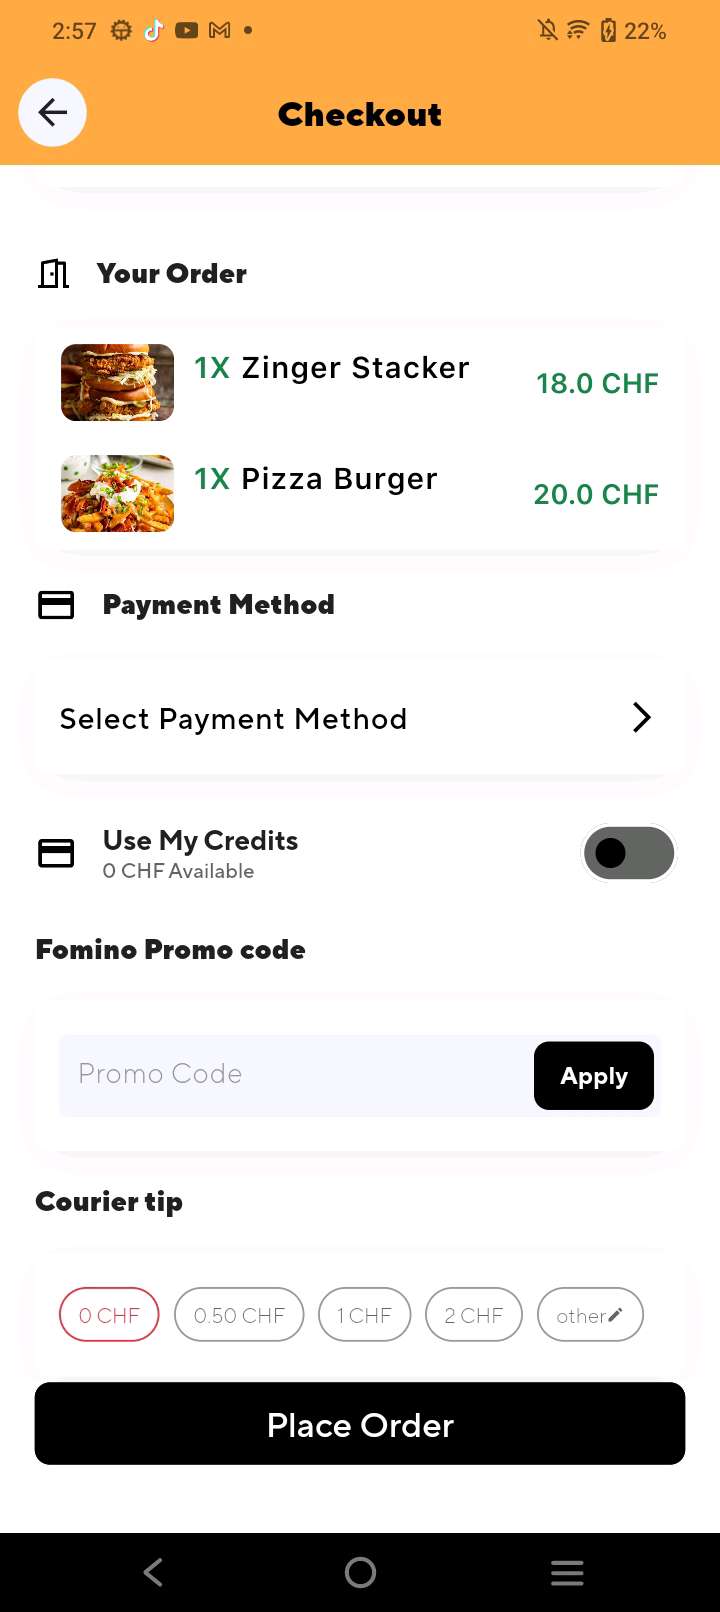 2:57
22%
Checkout
Your Order
1X Zinger Stacker
18.0 CHF
1X Pizza Burger
20.0 CHF
Payment Method
Select Payment Method
Use My Credits
0 CHF Available
Fomino Promo code
Promo Code
Apply
Courier tip
0 CHF
0.50 CHF
1 CHF
2 CHF
other
Place Order